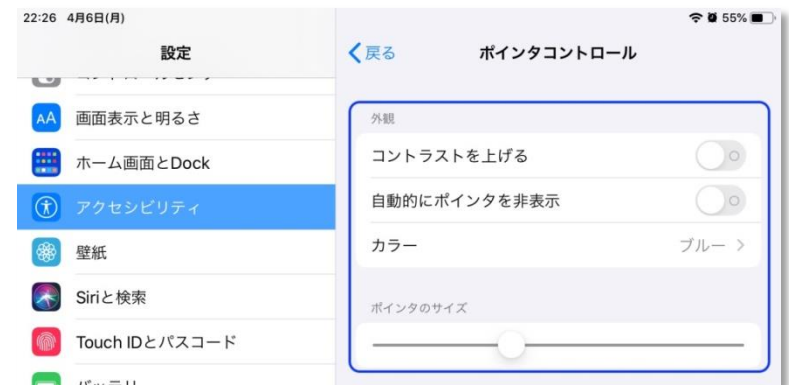 22:26 4月6日(月)
55%
設定
画面表示と明るさ
ホーム画面とDock
アクセシビリティ
壁紙
Siriと検索
Touch IDとパスコード
戻る
ポインタコントロール
外観
コントラストを上げる
自動的にポインタを非表示
カラー
ブルー
ポインタのサイズ